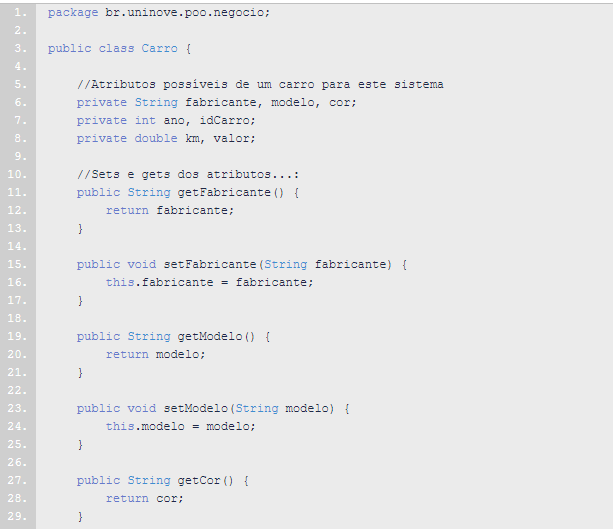 1. package br.uninove.poo.negocio;
2.
3. public class Carro {
4.
5. //Atributos possiveis de um carro para este sistema
6. private String fabricante, modelo, cor;
7. private int ano, idCarro;
8. private double km, valor;
9.
10. //Sets e gets dos atributos...:
11. public String getFabricante() {
12. return fabricante;
13. }
14.
15. public void setFabricante(String fabricante) {
16. this.fabricante = fabricante;
17. }
18.
19. public String getModelo() {
20. return modelo;
21. }
22.
23. public void setModelo(String modelo) {
24. this.modelo = modelo;
25. }
26.
27. public String getCor() {
28. return cor;
29. }